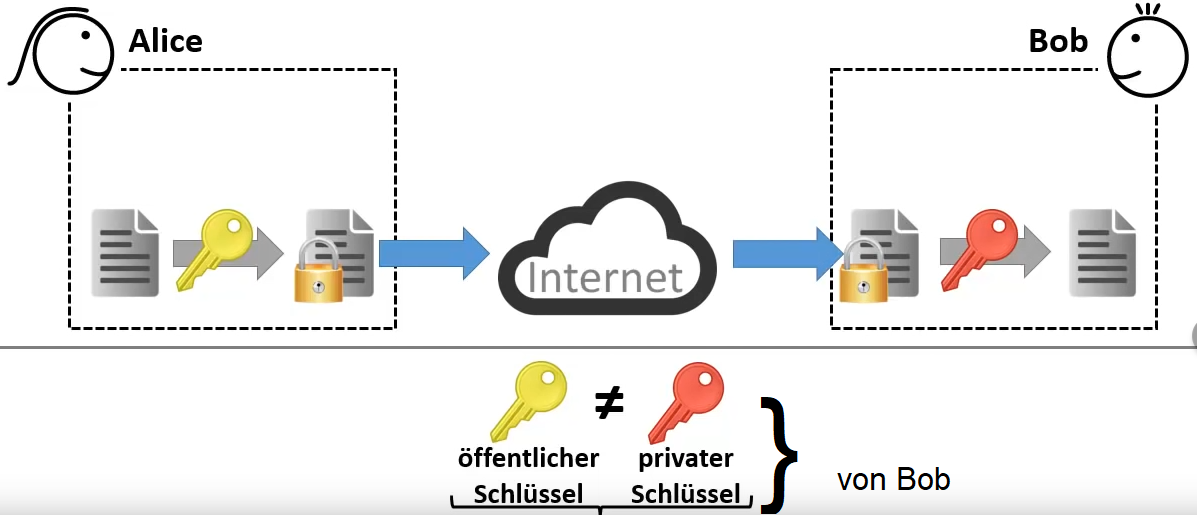 Alice
Bob
Internet
≠
öffentlicher
Schlüssel
privater
Schlüssel
}
von Bob